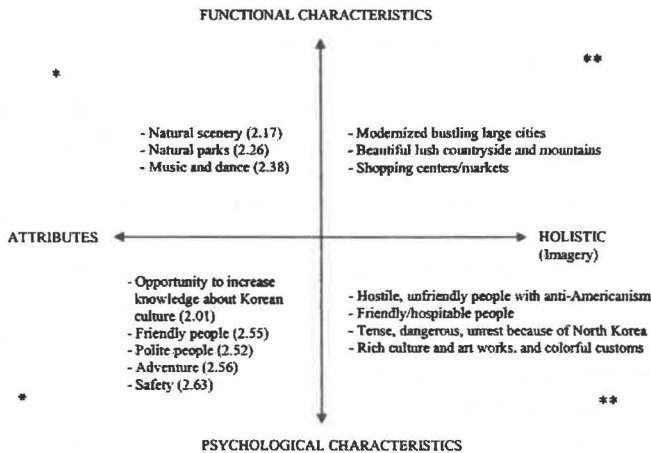 FUNCTIONAL CHARACTERISTICS
*
**
- Natural scenery (2.17)
- Natural parks (2.26)
- Music and dance (2.38)
- Modernized bustling large cities
- Beautiful lush countryside and mountains
- Shopping centers/markets
ATTRIBUTES
HOLISTIC
(Imagery)
- Opportunity to increase
knowledge about Korean
culture (2.01)
- Friendly people (2.55)
- Polite people (2.52)
- Adventure (2.56)
- Safety (2.63)
- Hostile, unfriendly people with anti-Americanism
- Friendly/hospitable people
- Tense, dangerous, unrest because of North Korea
- Rich culture and art works. and colorful customs
*
**
PSYCHOLOGICAL CHARACTERISTICS